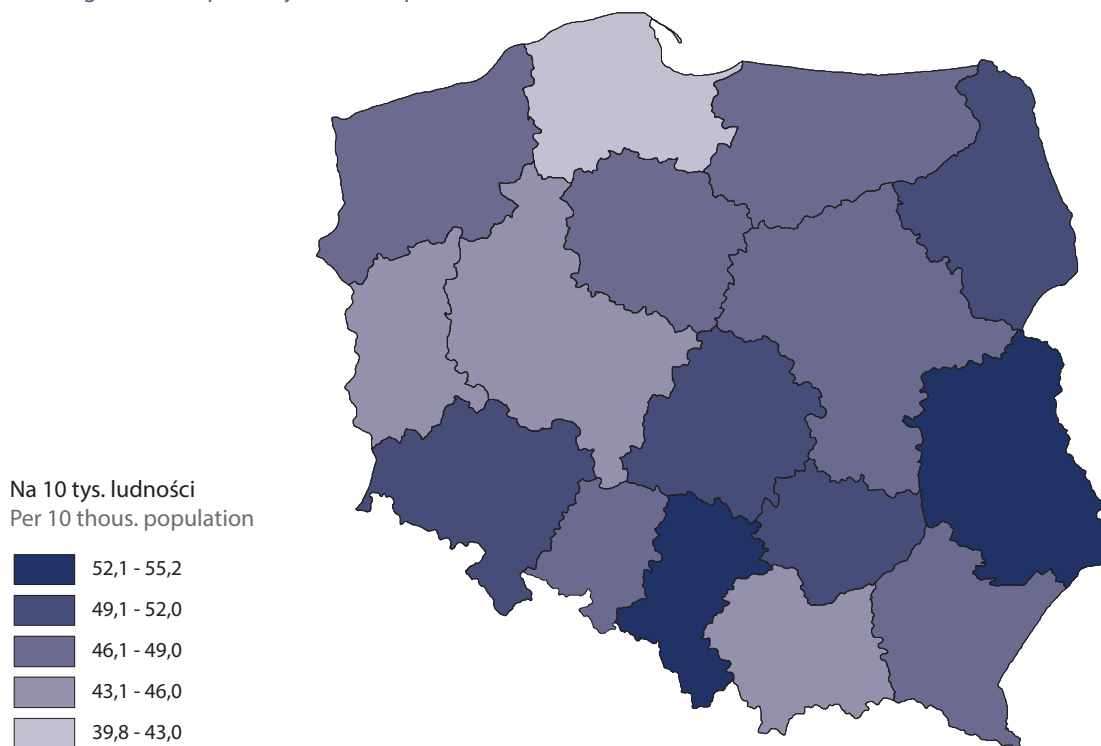 Na 10 tys. ludności
Per 10 thous. population
52,1 - 55,2
49,1 - 52,0
46,1 - 49,0
43,1 - 46,0
39,8 - 43,0